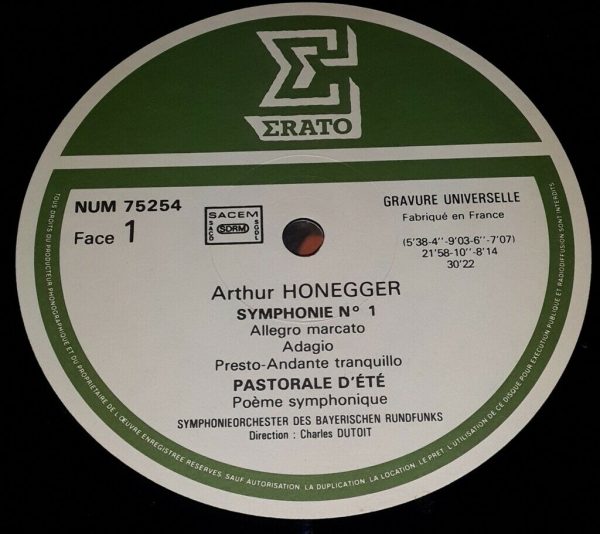 ΣRATO
NUM 75254
Face 1
SACEM
SACD
SDRM
SGDL
GRAVURE UNIVERSELLE
Fabriqué en France
(5'38-4''-9'03-6''-7'07)
21'58-10''-8'14
30'22
Arthur HONEGGER
SYMPHONIE N° 1
Allegro marcato
Adagio
Presto-Andante tranquillo
PASTORALE D'ÉTÉ
Poème symphonique
SYMPHONIEORCHESTER DES BAYERISCHEN RUNDFUNKS
Direction : Charles DUTOIT
TOUS DROITS DU PRODUCTEUR PHONOGRAPHIQUE ET DU PROPRIETAIRE DE L'ŒUVRE ENREGISTREE RESERVES. SAUF AUTORISATION, LA DUPLICATION, LA LOCATION, LE PRET, L'UTILISATION DE CE DISQUE POUR EXECUTION PUBLIQUE ET RADIODIFFUSION SONT INTERDITS